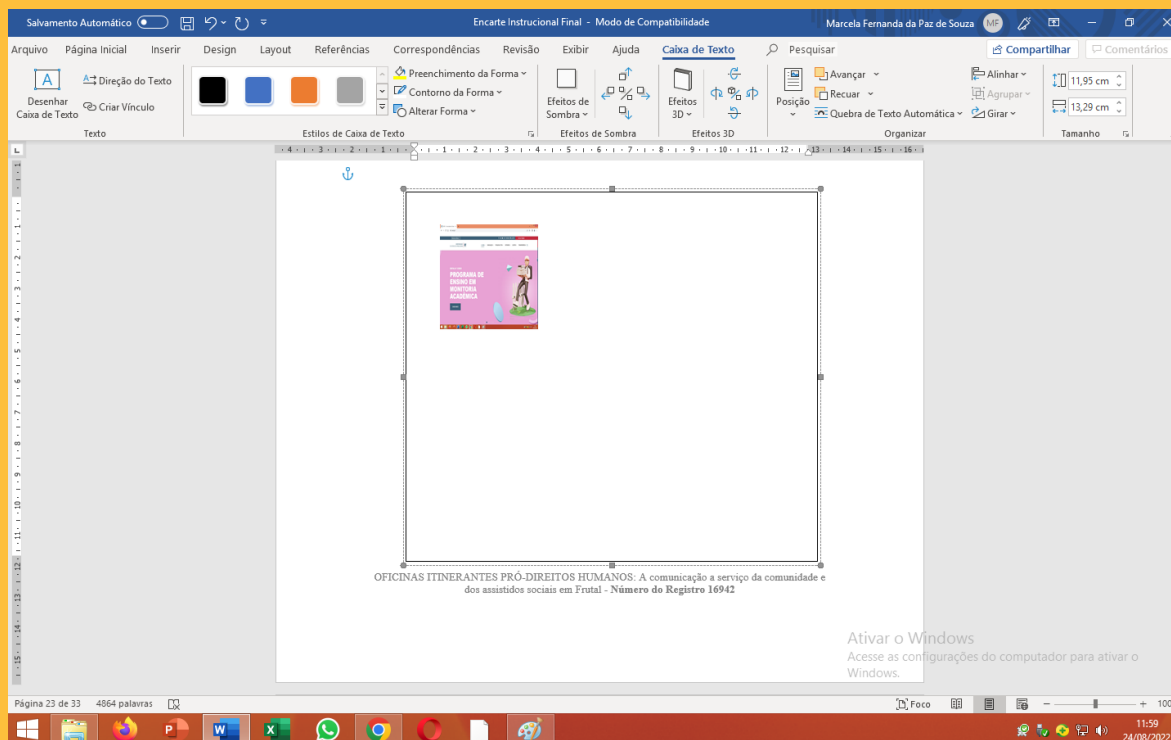 Salvamento Automático
Encarte Instrucional Final - Modo de Compatibilidade
Marcela Fernanda da Paz de Souza MF
Arquivo Página Inicial Inserir Design Layout Referências Correspondências Revisão Exibir Ajuda Caixa de Texto Pesquisar Compartilhar Comentários
Desenhar Caixa de Texto
Direção do Texto
Criar Vínculo
Texto
Preenchimento da Forma
Contorno da Forma
Alterar Forma
Estilos de Caixa de Texto
Efeitos de Sombra
Efeitos de Sombra
Efeitos 3D
Efeitos 3D
Posição
Avançar
Recuar
Quebra de Texto Automática
Alinhar
Agrupar
Girar
Organizar
11,95 cm
13,29 cm
Tamanho
PROGRAMA DE
ENSINO EM
MONITORIA
ACADÊMICA
OFICINAS ITINERANTES PRÓ-DIREITOS HUMANOS: A comunicação a serviço da comunidade e
dos assistidos sociais em Frutal - Número do Registro 16942
Ativar o Windows
Acesse as configurações do computador para ativar o
Windows.
Página 23 de 33 4864 palavras Foco 100
11:59
24/08/2022